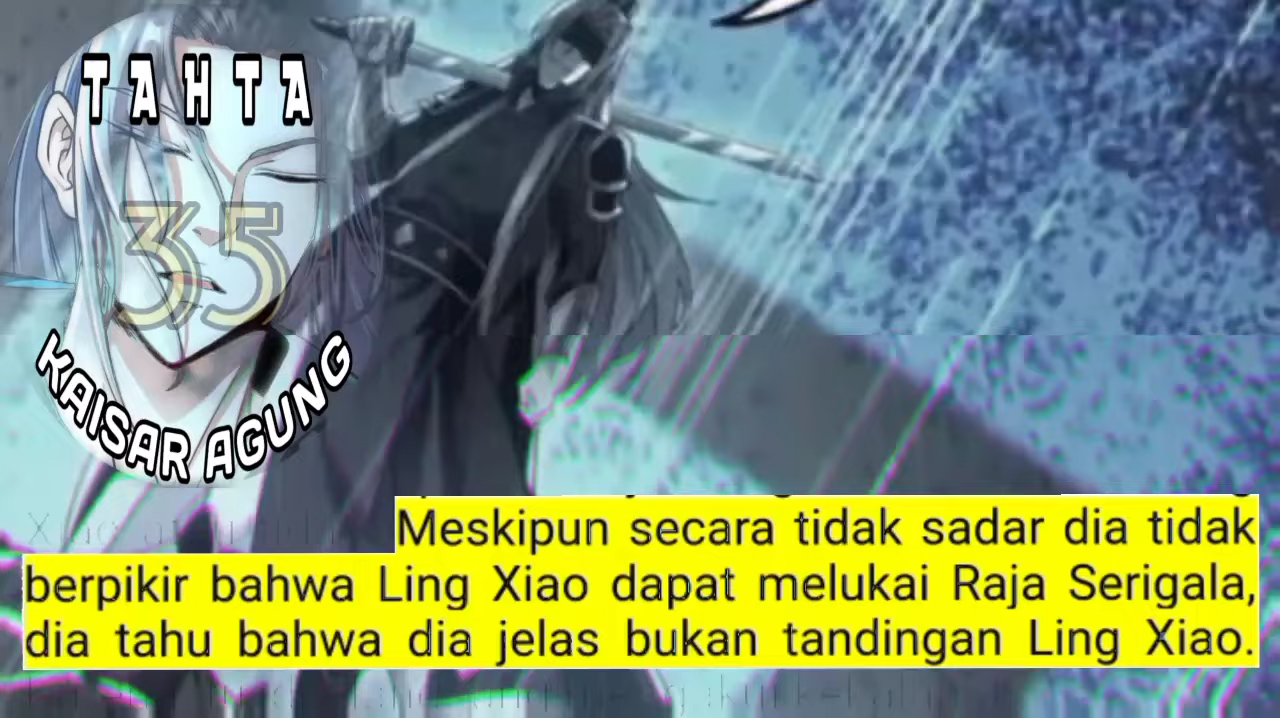 TAHTA
35
KAISAR AGUNG
Meskipun secara tidak sadar dia tidak
berpikir bahwa Ling Xiao dapat melukai Raja Serigala,
dia tahu bahwa dia jelas bukan tandingan Ling Xiao.